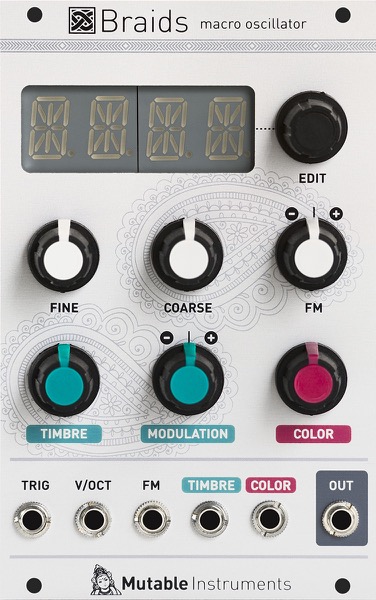 Braids macro oscillator
EDIT
FINE COARSE FM
TIMBRE MODULATION COLOR
TRIG V/OCT FM TIMBRE COLOR OUT
Mutable Instruments